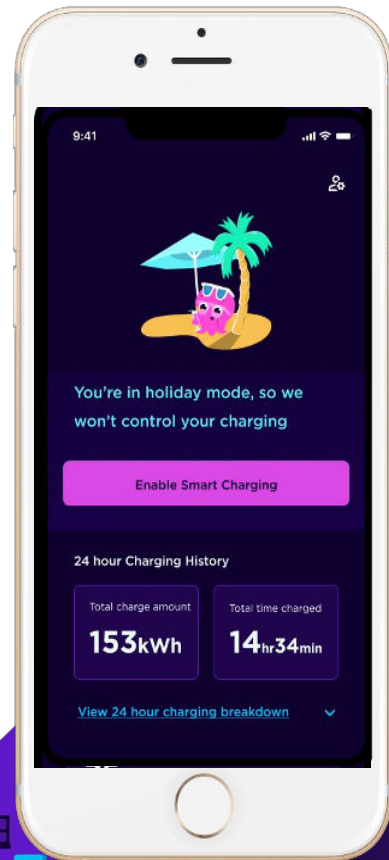 9:41
You're in holiday mode, so we
won't control your charging
Enable Smart Charging
24 hour Charging History
Total charge amount
153kWh
Total time charged
14hr34min
View 24 hour charging breakdown